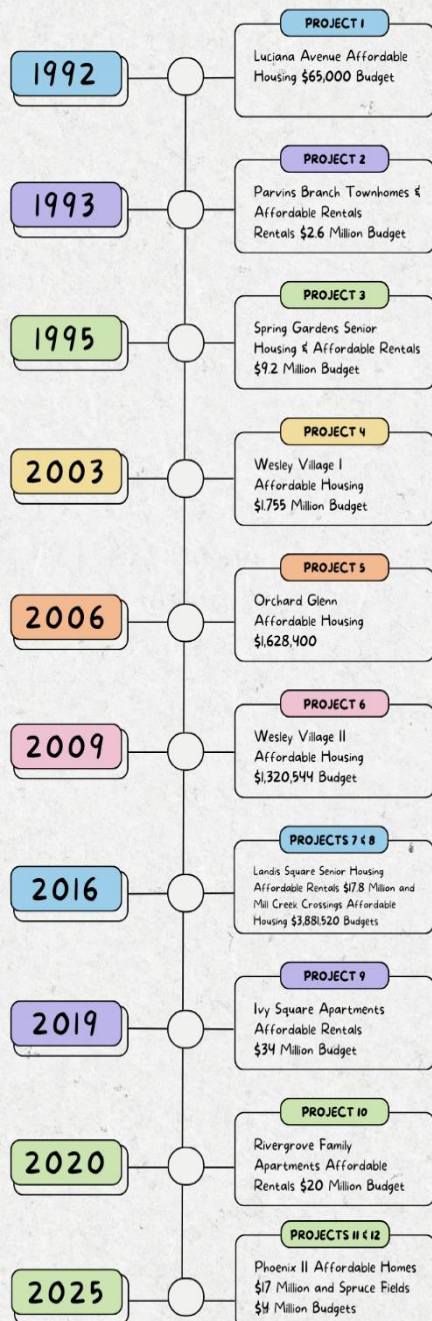 1992
PROJECT 1
Luciana Avenue Affordable
Housing $65,000 Budget
1993
PROJECT 2
Parvins Branch Townhomes &
Affordable Rentals
Rentals $2.6 Million Budget
1995
PROJECT 3
Spring Gardens Senior
Housing & Affordable Rentals
$9.2 Million Budget
2003
PROJECT 4
Wesley Village I
Affordable Housing
$1.755 Million Budget
2006
PROJECT 5
Orchard Glenn
Affordable Housing
$1,628,400
2009
PROJECT 6
Wesley Village II
Affordable Housing
$1,320,544 Budget
2016
PROJECTS 7 & 8
Landis Square Senior Housing
Affordable Rentals $17.8 Million and
Mill Creek Crossings Affordable
Housing $3,881,520 Budgets
2019
PROJECT 9
Ivy Square Apartments
Affordable Rentals
$34 Million Budget
2020
PROJECT 10
Rivergrove Family
Apartments Affordable
Rentals $20 Million Budget
2025
PROJECTS 11 & 12
Phoenix II Affordable Homes
$17 Million and Spruce Fields
$4 Million Budgets